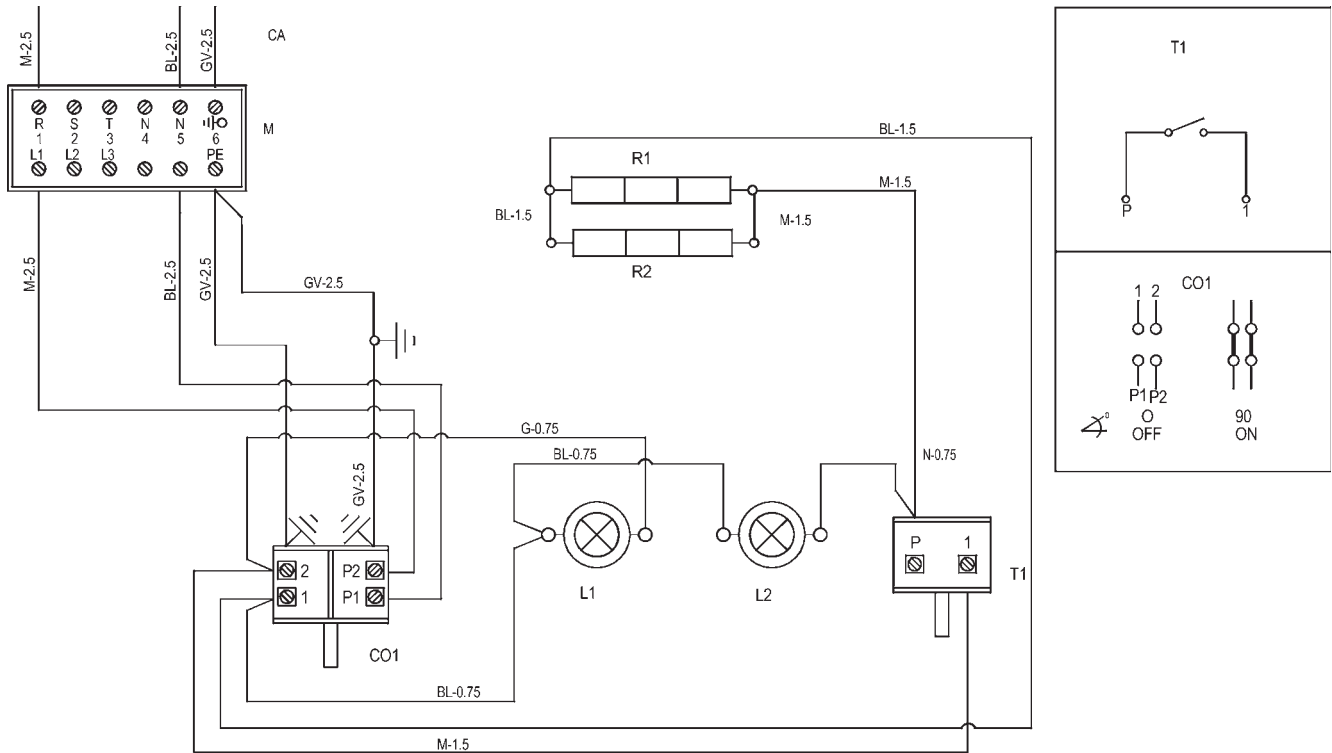 M-2.5
BL-2.5
GV-2.5
CA
R S T N N
1 2 3 4 5 6
L1 L2 L3 PE
M
M-2.5
BL-2.5
GV-2.5
GV-2.5
GV-2.5
BL-1.5
R1
M-1.5
BL-1.5
M-1.5
R2
G-0.75
BL-0.75
N-0.75
2 P2
1 P1
CO1
L1
L2
P 1
T1
BL-0.75
M-1.5
T1
P 1
CO1
1 2
P1 P2
O
OFF
90
ON